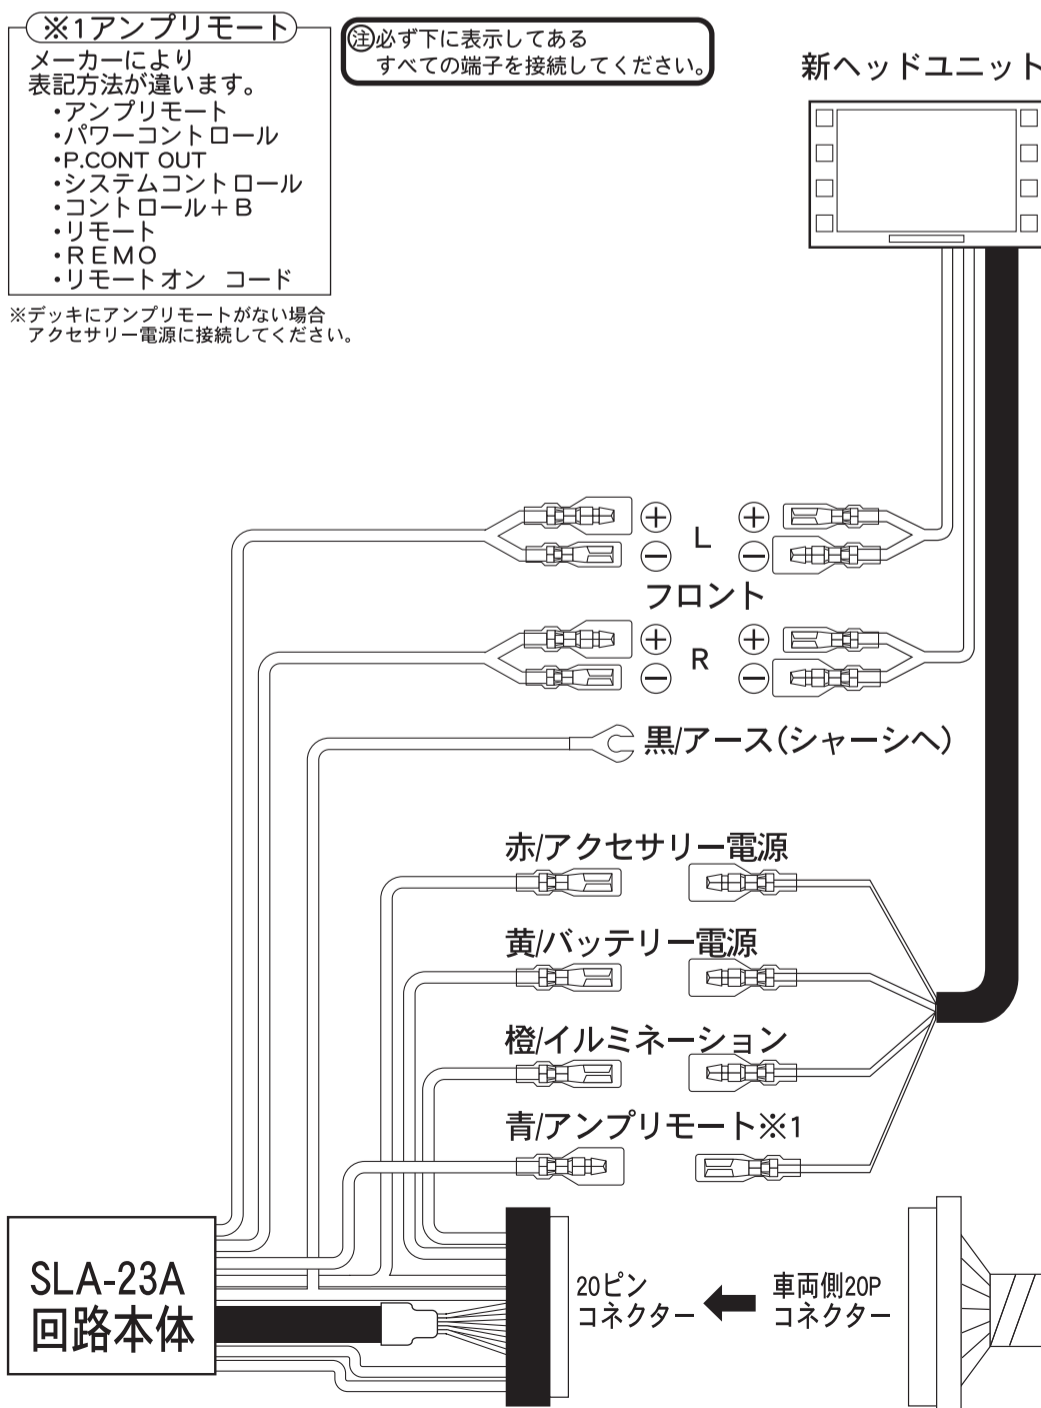 ※1アンプリモート
メーカーにより
表記方法が違います。
・アンプリモート
・パワーコントロール
・P.CONT OUT
・システムコントロール
・コントロール+B
・リモート
・REMO
・リモートオン コード
※デッキにアンプリモートがない場合
アクセサリー電源に接続してください。
注必ず下に表示してある
すべての端子を接続してください。
新ヘッドユニット
⊕ L ⊕
⊖ ⊖
フロント
⊕ R ⊕
⊖ ⊖
黒/アース(シャーシへ)
赤/アクセサリー電源
黄/バッテリー電源
橙/イルミネーション
青/アンプリモート※1
SLA-23A
回路本体
20ピン
コネクター
車両側20P
コネクター